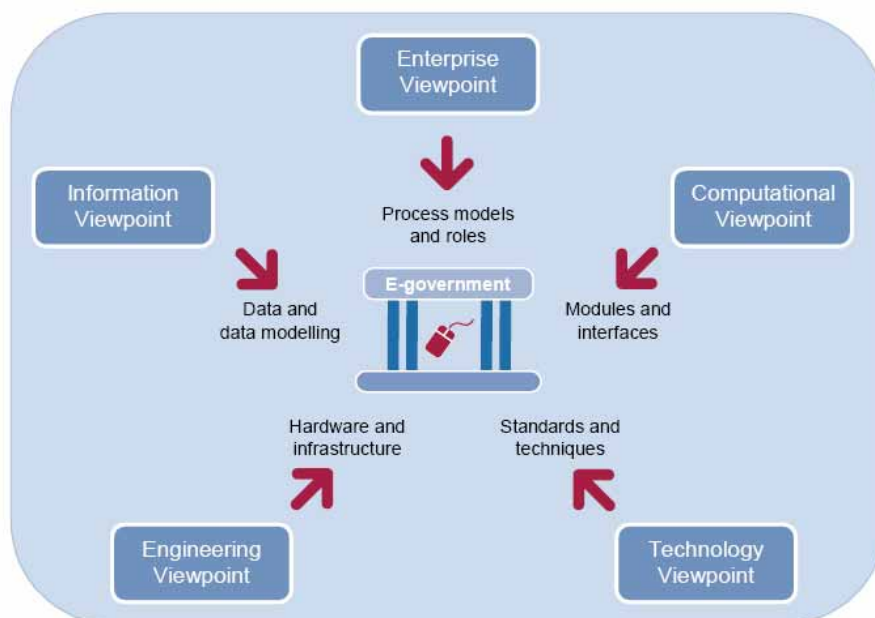 Enterprise
Viewpoint
Information
Viewpoint
Computational
Viewpoint
Process models
and roles
E-government
Data and
data modelling
Modules and
interfaces
Hardware and
infrastructure
Standards and
techniques
Engineering
Viewpoint
Technology
Viewpoint